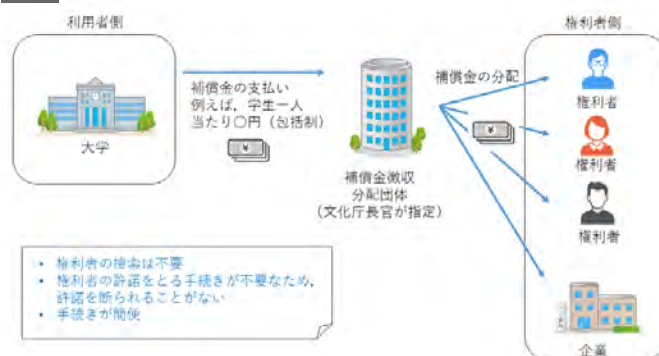 利用者側
大学
補償金の支払い
例えば，学生一人
当たり〇円（包括制）
¥
補償金徴収
分配団体
(文化庁長官が指定)
補償金の分配
¥
権利者側
権利者
権利者
権利者
企業
• 権利者の検索は不要
• 権利者の許諾をとる手続きが不要なため，
許諾を断られることがない
• 手続きが簡便